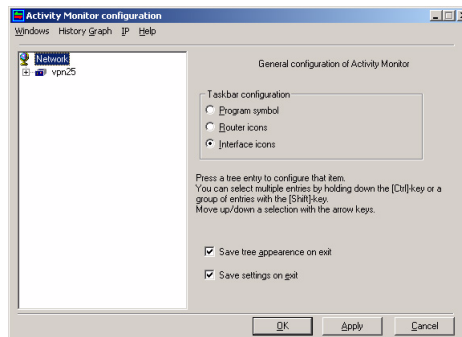 Activity Monitor configuration
Windows History Graph IP Help
Network
vpn25
General configuration of Activity Monitor
Taskbar configuration
Program symbol
Router icons
Interface icons
Press a tree entry to configure that item.
You can select multiple entries by holding down the [Ctrl]-key or a
group of entries with the [Shift]-key.
Move up/down a selection with the arrow keys.
Save tree appearence on exit
Save settings on exit
OK Apply Cancel